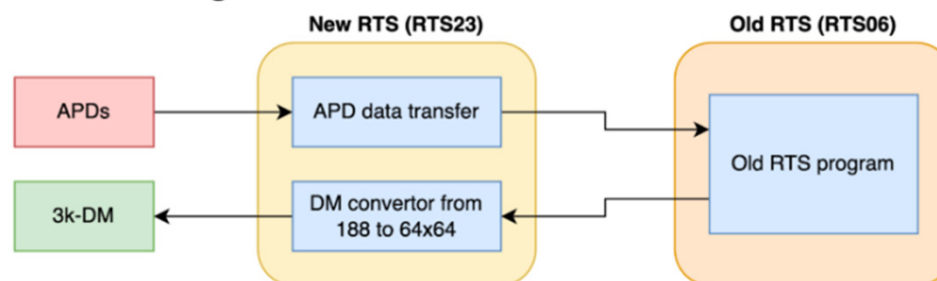 New RTS (RTS23)
Old RTS (RTS06)
APDs
APD data transfer
Old RTS program
3k-DM
DM convertor from
188 to 64x64